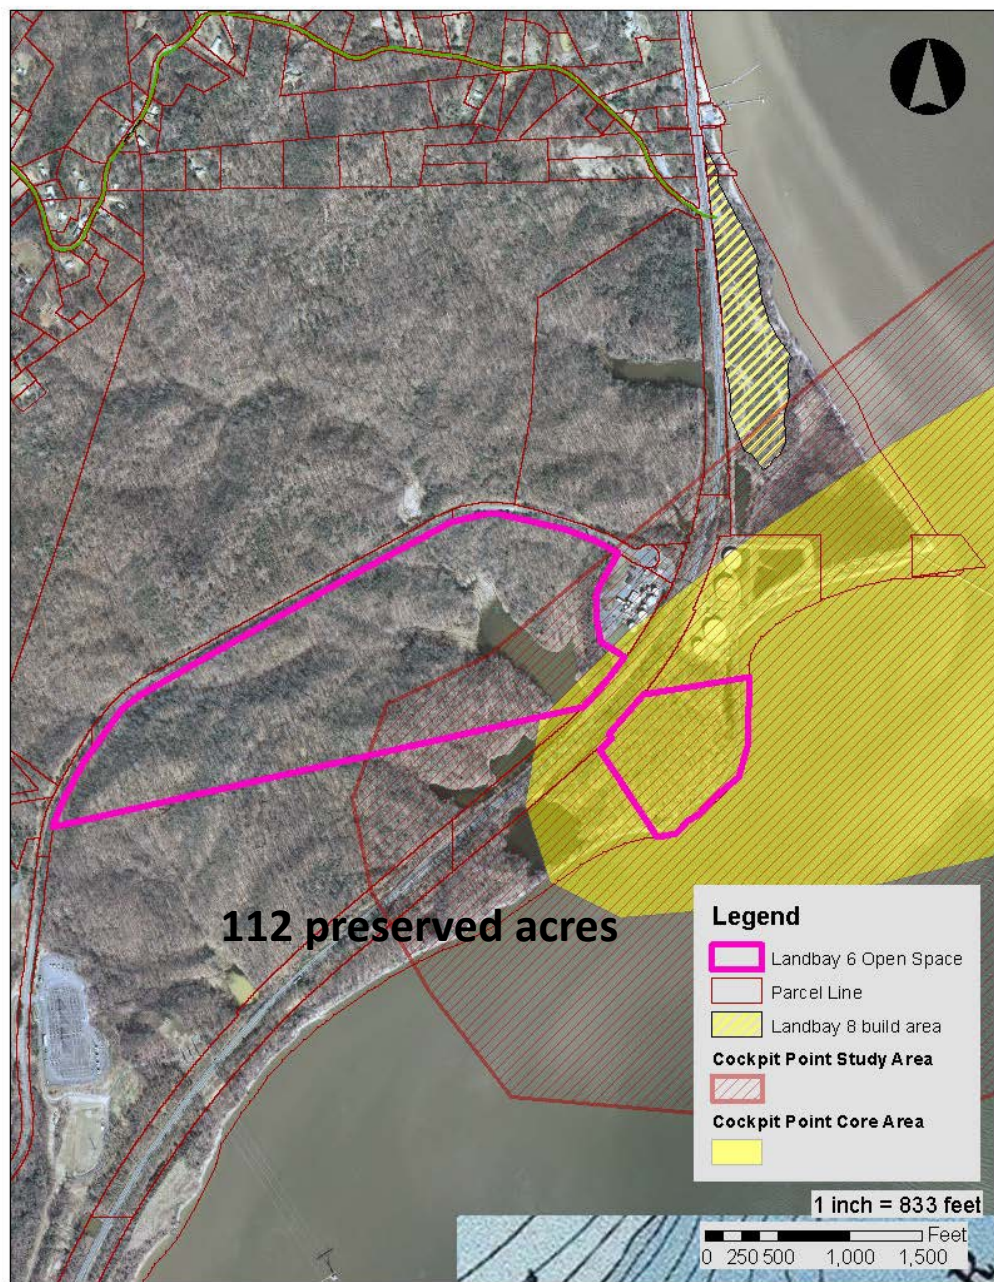 112 preserved acres
Legend
Landbay 6 Open Space
Parcel Line
Landbay 8 build area
Cockpit Point Study Area
Cockpit Point Core Area
1 inch = 833 feet
Feet
0 250 500 1,000 1,500